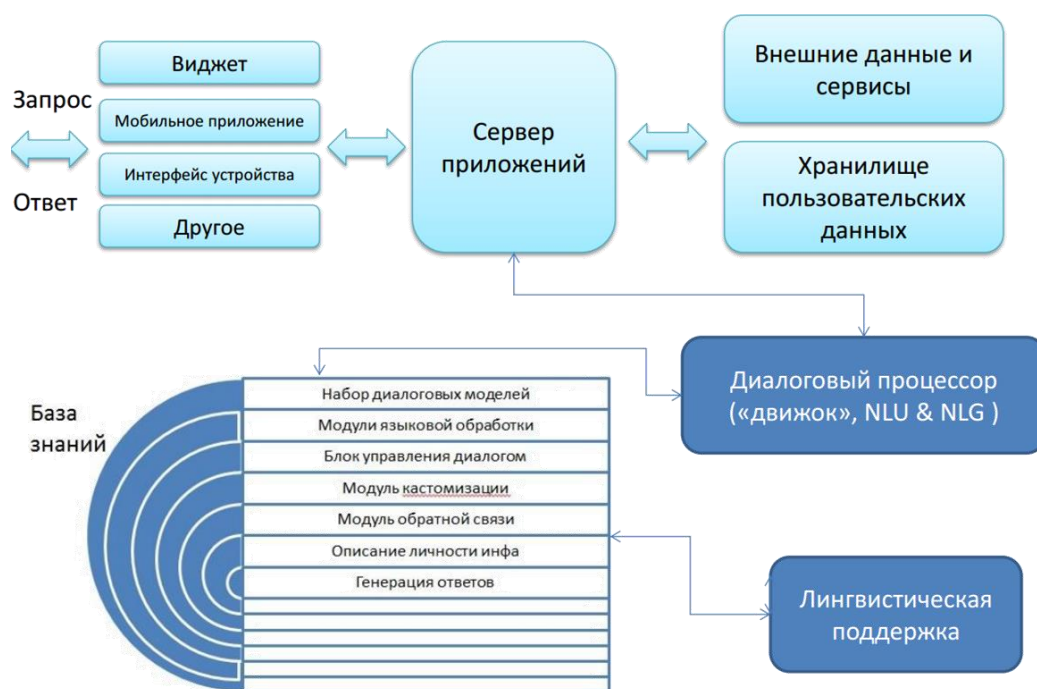 Запрос
Ответ
Виджет
Мобильное приложение
Интерфейс устройства
Другое
Сервер
приложений
Внешние данные и
сервисы
Хранилище
пользовательских
данных
Диалоговый процессор
(«движок», NLU & NLG )
База
знаний
Набор диалоговых моделей
Модули языковой обработки
Блок управления диалогом
Модуль кастомизации
Модуль обратной связи
Описание личности инфа
Генерация ответов
Лингвистическая
поддержка